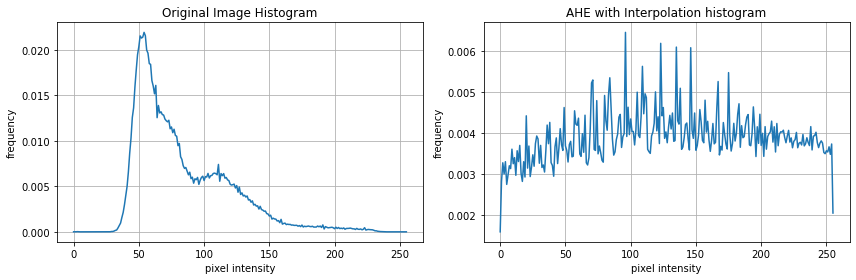 Original Image Histogram
frequency
0.020
0.015
0.010
0.005
0.000
0 50 100 150 200 250
pixel intensity
AHE with Interpolation histogram
frequency
0.006
0.005
0.004
0.003
0.002
0 50 100 150 200 250
pixel intensity